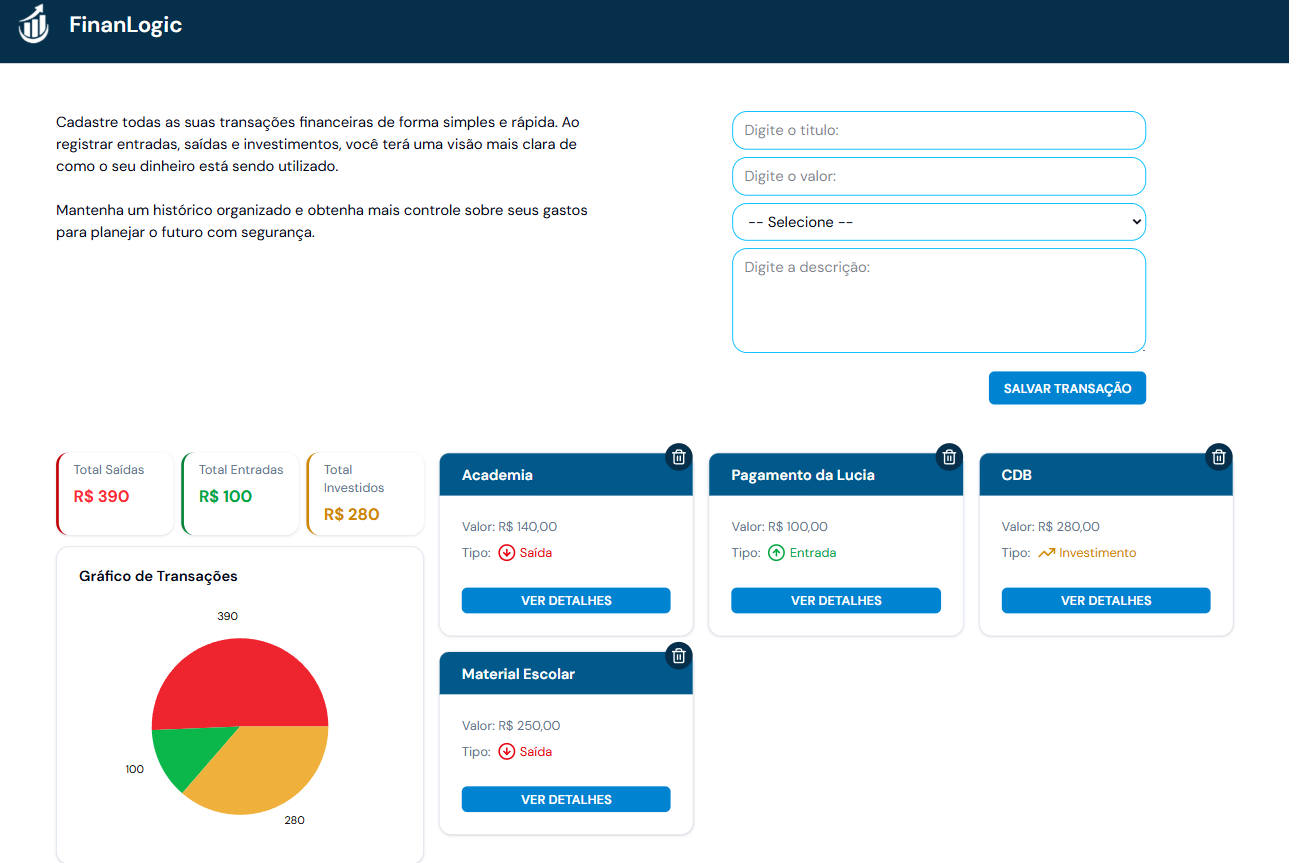 FinanLogic
Cadastre todas as suas transações financeiras de forma simples e rápida. Ao
registrar entradas, saídas e investimentos, você terá uma visão mais clara de
como o seu dinheiro está sendo utilizado.
Mantenha um histórico organizado e obtenha mais controle sobre seus gastos
para planejar o futuro com segurança.
Digite o titulo:
Digite o valor:
-- Selecione --
Digite a descrição:
SALVAR TRANSAÇÃO
Total Saídas
R$ 390
Total Entradas
R$ 100
Total
Investidos
R$ 280
Gráfico de Transações
390
100
280
Academia
Valor: R$ 140,00
Tipo: Saída
VER DETALHES
Pagamento da Lucia
Valor: R$ 100,00
Tipo: Entrada
VER DETALHES
CDB
Valor: R$ 280,00
Tipo: Investimento
VER DETALHES
Material Escolar
Valor: R$ 250,00
Tipo: Saída
VER DETALHES